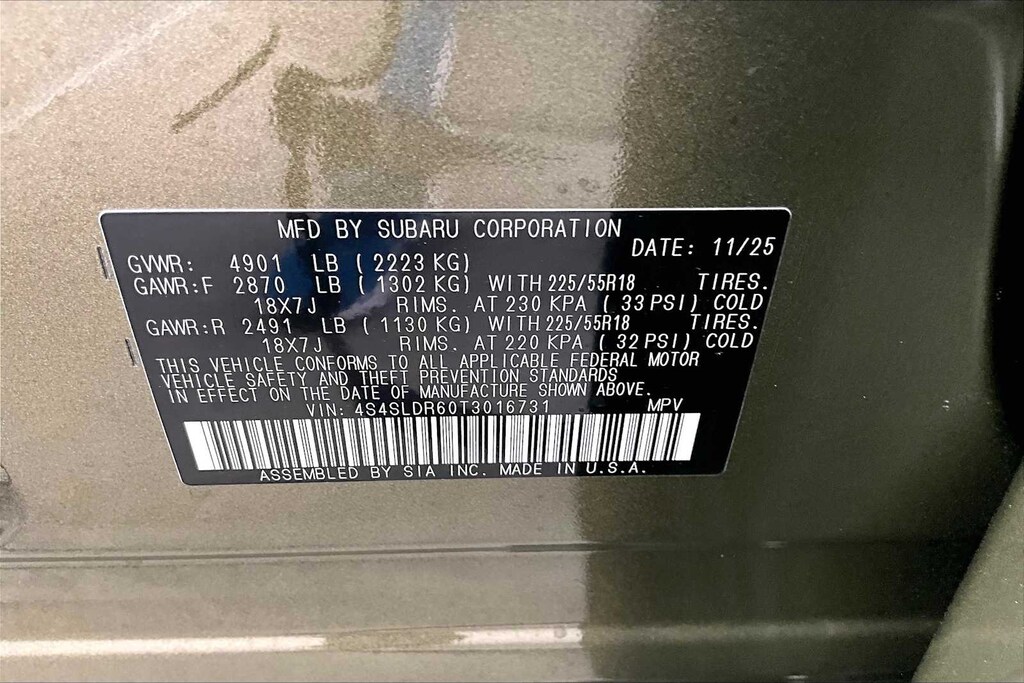 MFD BY SUBARU CORPORATION
DATE: 11/25
GVWR: 4901 LB ( 2223 KG)
GAWR:F 2870 LB ( 1302 KG) WITH 225/55R18 TIRES.
18X7J RIMS. AT 230 KPA ( 33 PSI) COLD
GAWR:R 2491 LB ( 1130 KG) WITH 225/55R18 TIRES.
18X7J RIMS. AT 220 KPA ( 32 PSI) COLD
THIS VEHICLE CONFORMS TO ALL APPLICABLE FEDERAL MOTOR
VEHICLE SAFETY AND THEFT PREVENTION STANDARDS
IN EFFECT ON THE DATE OF MANUFACTURE SHOWN ABOVE.
VIN: 4S4SLDR60T3016731 MPV
ASSEMBLED BY SIA INC. MADE IN U.S.A.